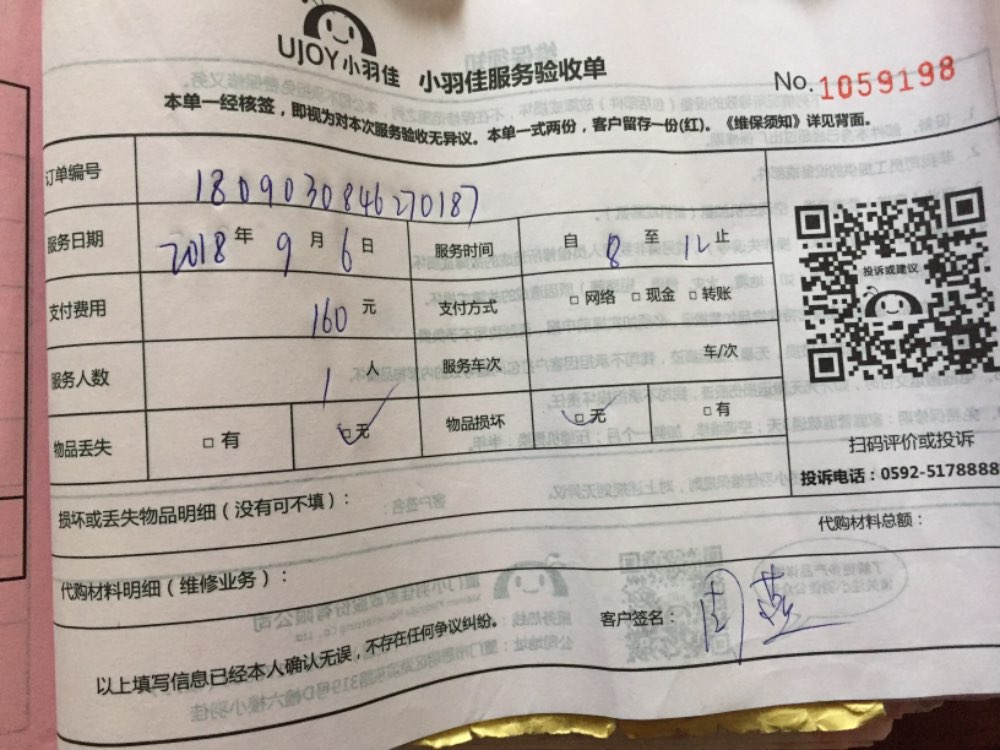 UJOY小羽佳 小羽佳服务验收单 No. 1059198
本单一经核签，即视为对本次服务验收无异议。本单一式两份，客户留存一份(红)。《维保须知》详见背面。
订单编号 1809030846270187
服务日期 2018 年 9 月 6 日 服务时间 自 8 至 12 止
支付费用 160 元 支付方式 □ 网络 □ 现金 □ 转账
服务人数 1 人 服务车次 车/次
物品丢失 □ 有 □ 无 物品损坏 □ 无 □ 有
投诉或建议
扫码评价或投诉
投诉电话：0592-5178888
损坏或丢失物品明细（没有可不填）：
代购材料总额：
代购材料明细（维修业务）：
客户签名：周燕
以上填写信息已经本人确认无误，不存在任何争议纠纷。